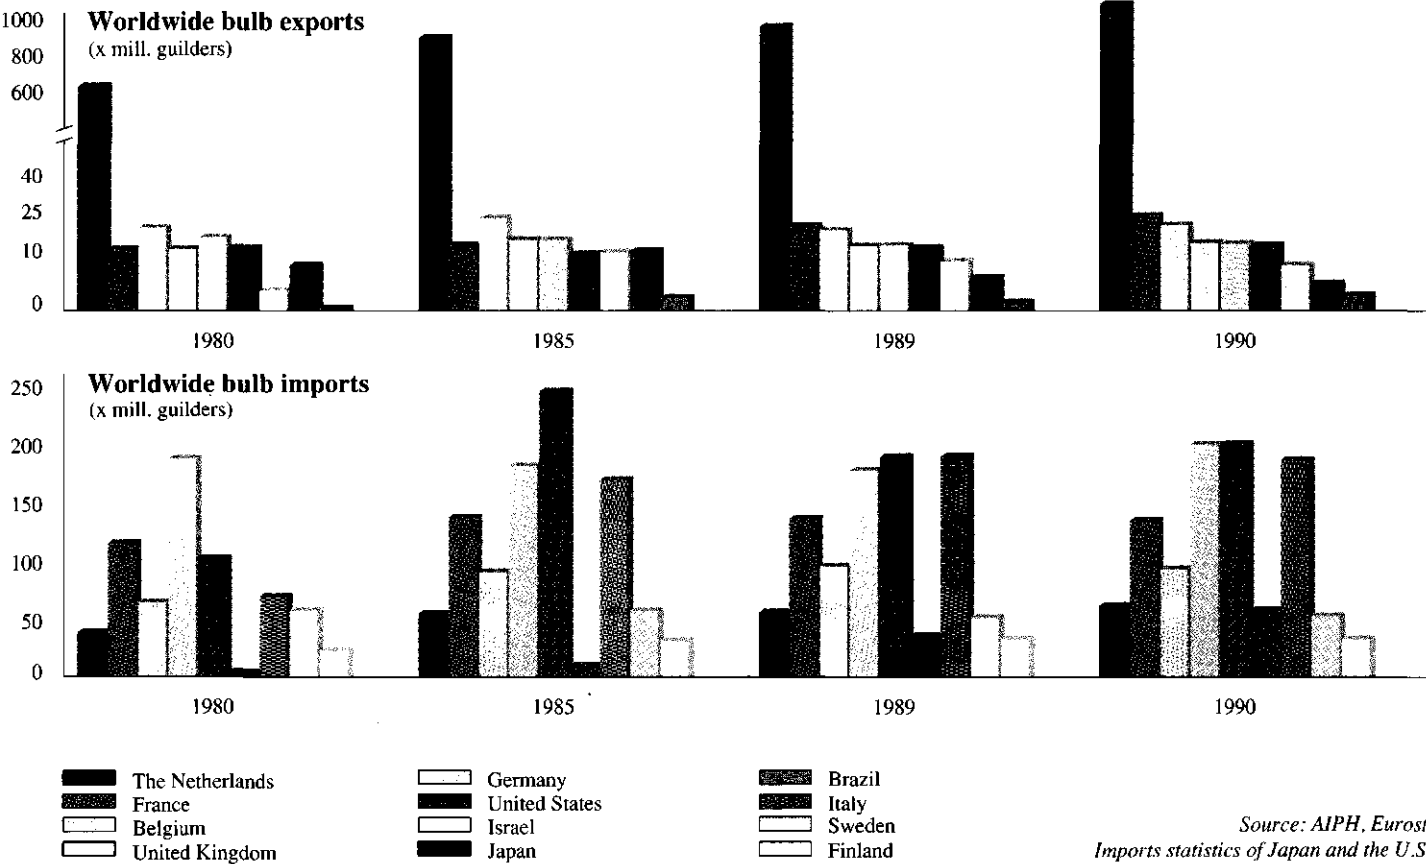 Worldwide bulb exports
(x mill. guilders)
1000
800
600
40
25
10
0
1980 1985 1989 1990
Worldwide bulb imports
(x mill. guilders)
250
200
150
100
50
0
1980 1985 1989 1990
The Netherlands
France
Belgium
United Kingdom
Germany
United States
Israel
Japan
Brazil
Italy
Sweden
Finland
Source: AIPH, Eurost
Imports statistics of Japan and the U.S